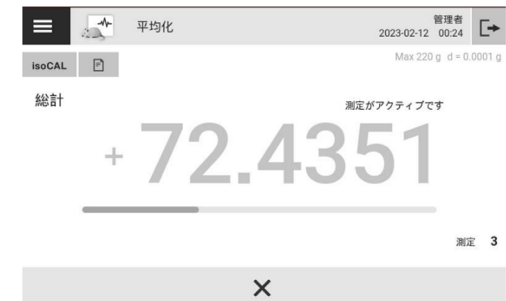 平均化
管理者
2023-02-12 00:24
isoCAL
Max 220 g d = 0.0001 g
総計
測定がアクティブです
+ 72.4351
測定 3